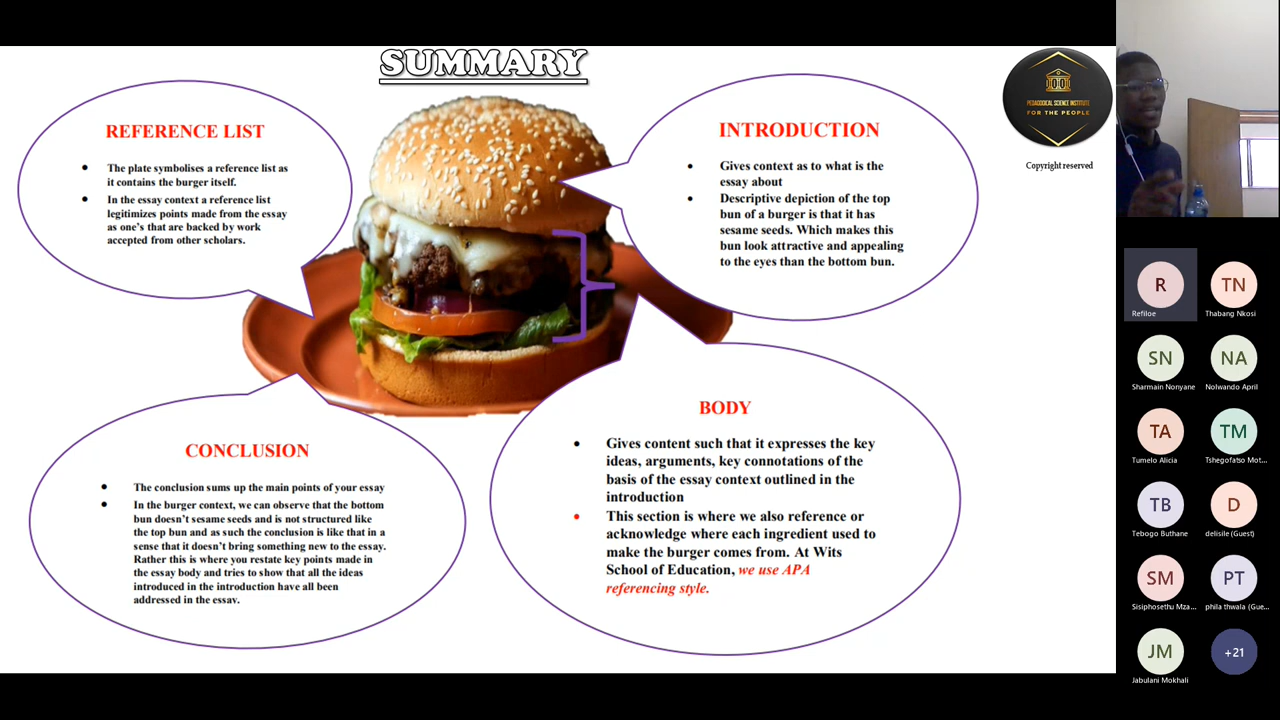 SUMMARY
REFERENCE LIST
• The plate symbolises a reference list as
it contains the burger itself.
• In the essay context a reference list
legitimizes points made from the essay
as one's that are backed by work
accepted from other scholars.
INTRODUCTION
• Gives context as to what is the
essay about
• Descriptive depiction of the top
bun of a burger is that it has
sesame seeds. Which makes this
bun look attractive and appealing
to the eyes than the bottom bun.
CONCLUSION
• The conclusion sums up the main points of your essay
• In the burger context, we can observe that the bottom
bun doesn't sesame seeds and is not structured like
the top bun and as such the conclusion is like that in a
sense that it doesn't bring something new to the essay.
Rather this is where you restate key points made in
the essay body and tries to show that all the ideas
introduced in the introduction have all been
addressed in the essay.
BODY
• Gives content such that it expresses the key
ideas, arguments, key connotations of the
basis of the essay context outlined in the
introduction
• This section is where we also reference or
acknowledge where each ingredient used to
make the burger comes from. At Wits
School of Education, we use APA
referencing style.
PEDAGOGICAL SCIENCE INSTITUTE
FOR THE PEOPLE
Copyright reserved
R
Refiloe
TN
Thabang Nkosi
SN
Sharmain Nonyane
NA
Nolwando April
TA
Tumelo Alicia
TM
Tshegofatso Mot...
TB
Tebogo Buthane
D
delisile (Guest)
SM
Sisiphosethu Mza...
PT
phila thwala (Gue...
JM
Jabulani Mokhali
+21